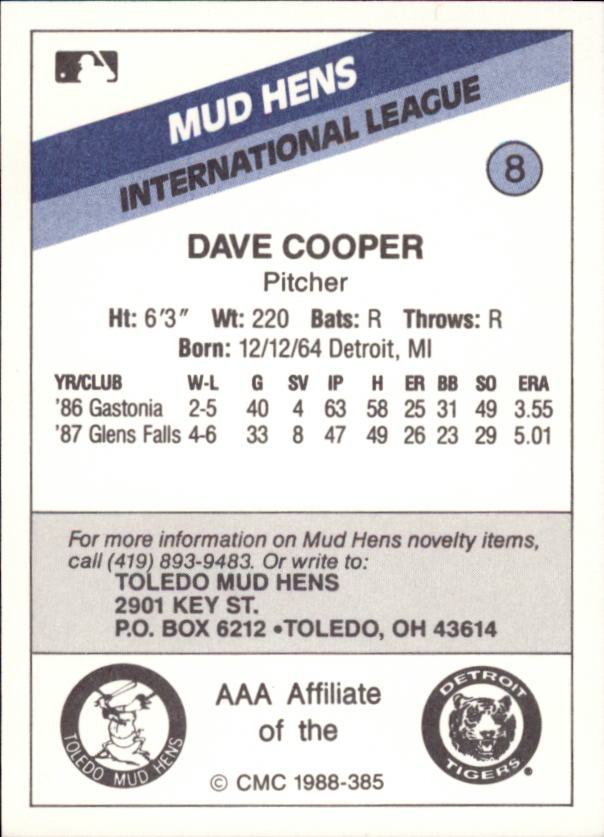 MUD HENS
INTERNATIONAL LEAGUE
8
DAVE COOPER
Pitcher
Ht: 6'3" Wt: 220 Bats: R Throws: R
Born: 12/12/64 Detroit, MI
YR/CLUB W-L G SV IP H ER BB SO ERA
'86 Gastonia 2-5 40 4 63 58 25 31 49 3.55
'87 Glens Falls 4-6 33 8 47 49 26 23 29 5.01
For more information on Mud Hens novelty items,
call (419) 893-9483. Or write to:
TOLEDO MUD HENS
2901 KEY ST.
P.O. BOX 6212 •TOLEDO, OH 43614
TOLEDO MUD HENS
AAA Affiliate
of the
DETROIT
TIGERS®
© CMC 1988-385